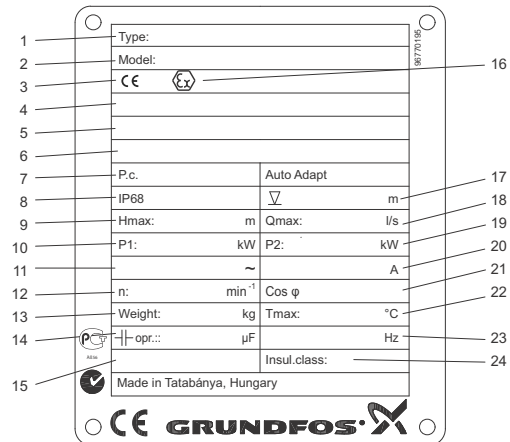 1 Type:
2 Model:
3 CE Ex 16
4
5
6
7 P.c. Auto Adapt
8 IP68 m 17
9 Hmax: m Qmax: l/s 18
10 P1: kW P2: kW 19
11 ~ A 20
12 n: min⁻¹ Cos φ 21
13 Weight: kg Tmax: °C 22
14 opr.:: µF Hz 23
15 Insul.class: 24
Made in Tatabánya, Hungary
CE GRUNDFOS
96770195